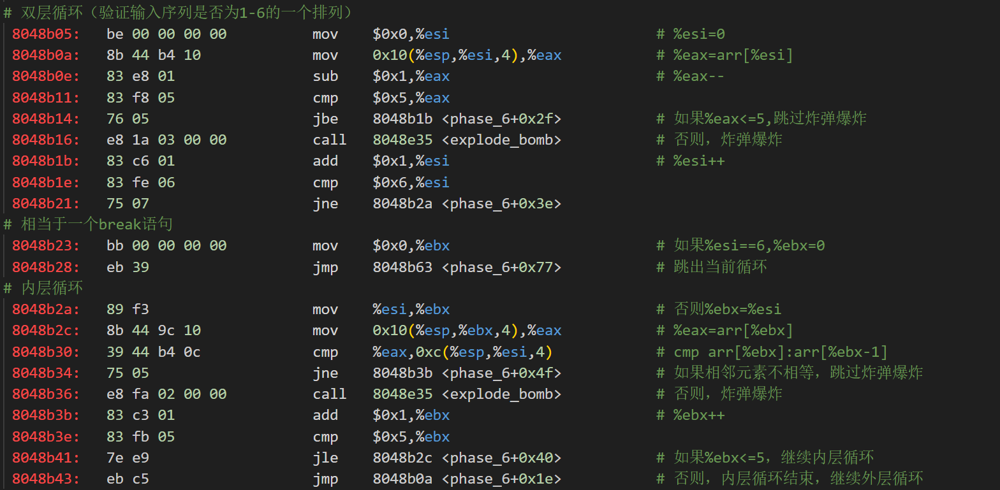 # 双层循环（验证输入序列是否为1-6的一个排列）
8048b05: be 00 00 00 00 mov $0x0,%esi # %esi=0
8048b0a: 8b 44 b4 10 mov 0x10(%esp,%esi,4),%eax # %eax=arr[%esi]
8048b0e: 83 e8 01 sub $0x1,%eax # %eax--
8048b11: 83 f8 05 cmp $0x5,%eax
8048b14: 76 05 jbe 8048b1b <phase_6+0x2f> # 如果%eax<=5,跳过炸弹爆炸
8048b16: e8 1a 03 00 00 call 8048e35 <explode_bomb> # 否则，炸弹爆炸
8048b1b: 83 c6 01 add $0x1,%esi # %esi++
8048b1e: 83 fe 06 cmp $0x6,%esi
8048b21: 75 07 jne 8048b2a <phase_6+0x3e>
# 相当于一个break语句
8048b23: bb 00 00 00 00 mov $0x0,%ebx # 如果%esi==6,%ebx=0
8048b28: eb 39 jmp 8048b63 <phase_6+0x77> # 跳出当前循环
# 内层循环
8048b2a: 89 f3 mov %esi,%ebx # 否则%ebx=%esi
8048b2c: 8b 44 9c 10 mov 0x10(%esp,%ebx,4),%eax # %eax=arr[%ebx]
8048b30: 39 44 b4 0c cmp %eax,0xc(%esp,%esi,4) # cmp arr[%ebx]:arr[%ebx-1]
8048b34: 75 05 jne 8048b3b <phase_6+0x4f> # 如果相邻元素不相等，跳过炸弹爆炸
8048b36: e8 fa 02 00 00 call 8048e35 <explode_bomb> # 否则，炸弹爆炸
8048b3b: 83 c3 01 add $0x1,%ebx # %ebx++
8048b3e: 83 fb 05 cmp $0x5,%ebx
8048b41: 7e e9 jle 8048b2c <phase_6+0x40> # 如果%ebx<=5，继续内层循环
8048b43: eb c5 jmp 8048b0a <phase_6+0x1e> # 否则，内层循环结束，继续外层循环